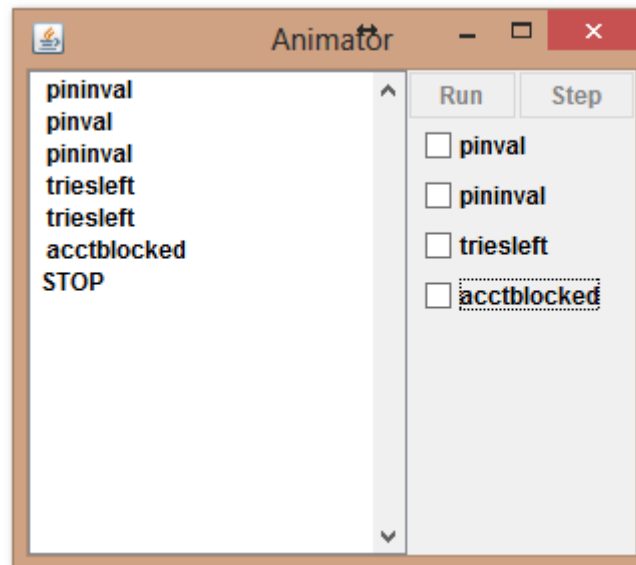 Animator
pininval
pinval
pininval
triesleft
triesleft
acctblocked
STOP
Run Step
pinval
pininval
triesleft
acctblocked